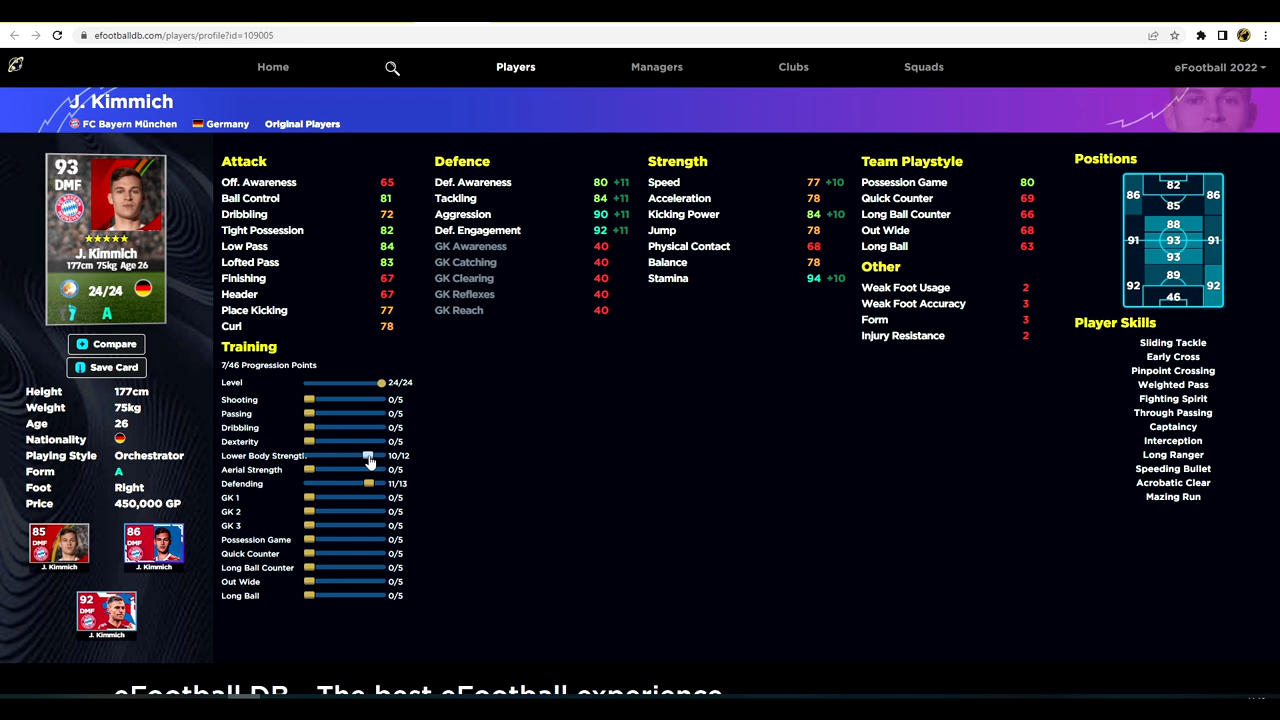 efootballdb.com/players/profile?id=109005
Home Players Managers Clubs Squads eFootball 2022
J. Kimmich
FC Bayern München Germany Original Players
93
DMF
J. Kimmich
177cm 75kg Age 26
24/24
A
Compare
Save Card
Height 177cm
Weight 75kg
Age 26
Nationality
Playing Style Orchestrator
Form A
Foot Right
Price 450,000 GP
85
DMF
J. Kimmich
86
DMF
J. Kimmich
92
DMF
J. Kimmich
Attack
Off. Awareness 65
Ball Control 81
Dribbling 72
Tight Possession 82
Low Pass 84
Lofted Pass 83
Finishing 67
Header 67
Place Kicking 77
Curl 78
Defence
Def. Awareness 80 +11
Tackling 84 +11
Aggression 90 +11
Def. Engagement 92 +11
GK Awareness 40
GK Catching 40
GK Clearing 40
GK Reflexes 40
GK Reach 40
Strength
Speed 77 +10
Acceleration 78
Kicking Power 84 +10
Jump 78
Physical Contact 68
Balance 78
Stamina 94 +10
Team Playstyle
Possession Game 80
Quick Counter 69
Long Ball Counter 66
Out Wide 68
Long Ball 63
Other
Weak Foot Usage 2
Weak Foot Accuracy 3
Form 3
Injury Resistance 2
Positions
82
86 85 86
88
91 93 91
93
92 89 92
46
Player Skills
Sliding Tackle
Early Cross
Pinpoint Crossing
Weighted Pass
Fighting Spirit
Through Passing
Captaincy
Interception
Long Ranger
Speeding Bullet
Acrobatic Clear
Mazing Run
Training
7/46 Progression Points
Level 24/24
Shooting 0/5
Passing 0/5
Dribbling 0/5
Dexterity 0/5
Lower Body Strength 10/12
Aerial Strength 0/5
Defending 11/13
GK 1 0/5
GK 2 0/5
GK 3 0/5
Possession Game 0/5
Quick Counter 0/5
Long Ball Counter 0/5
Out Wide 0/5
Long Ball 0/5
eFootball DB - The best eFootball experience